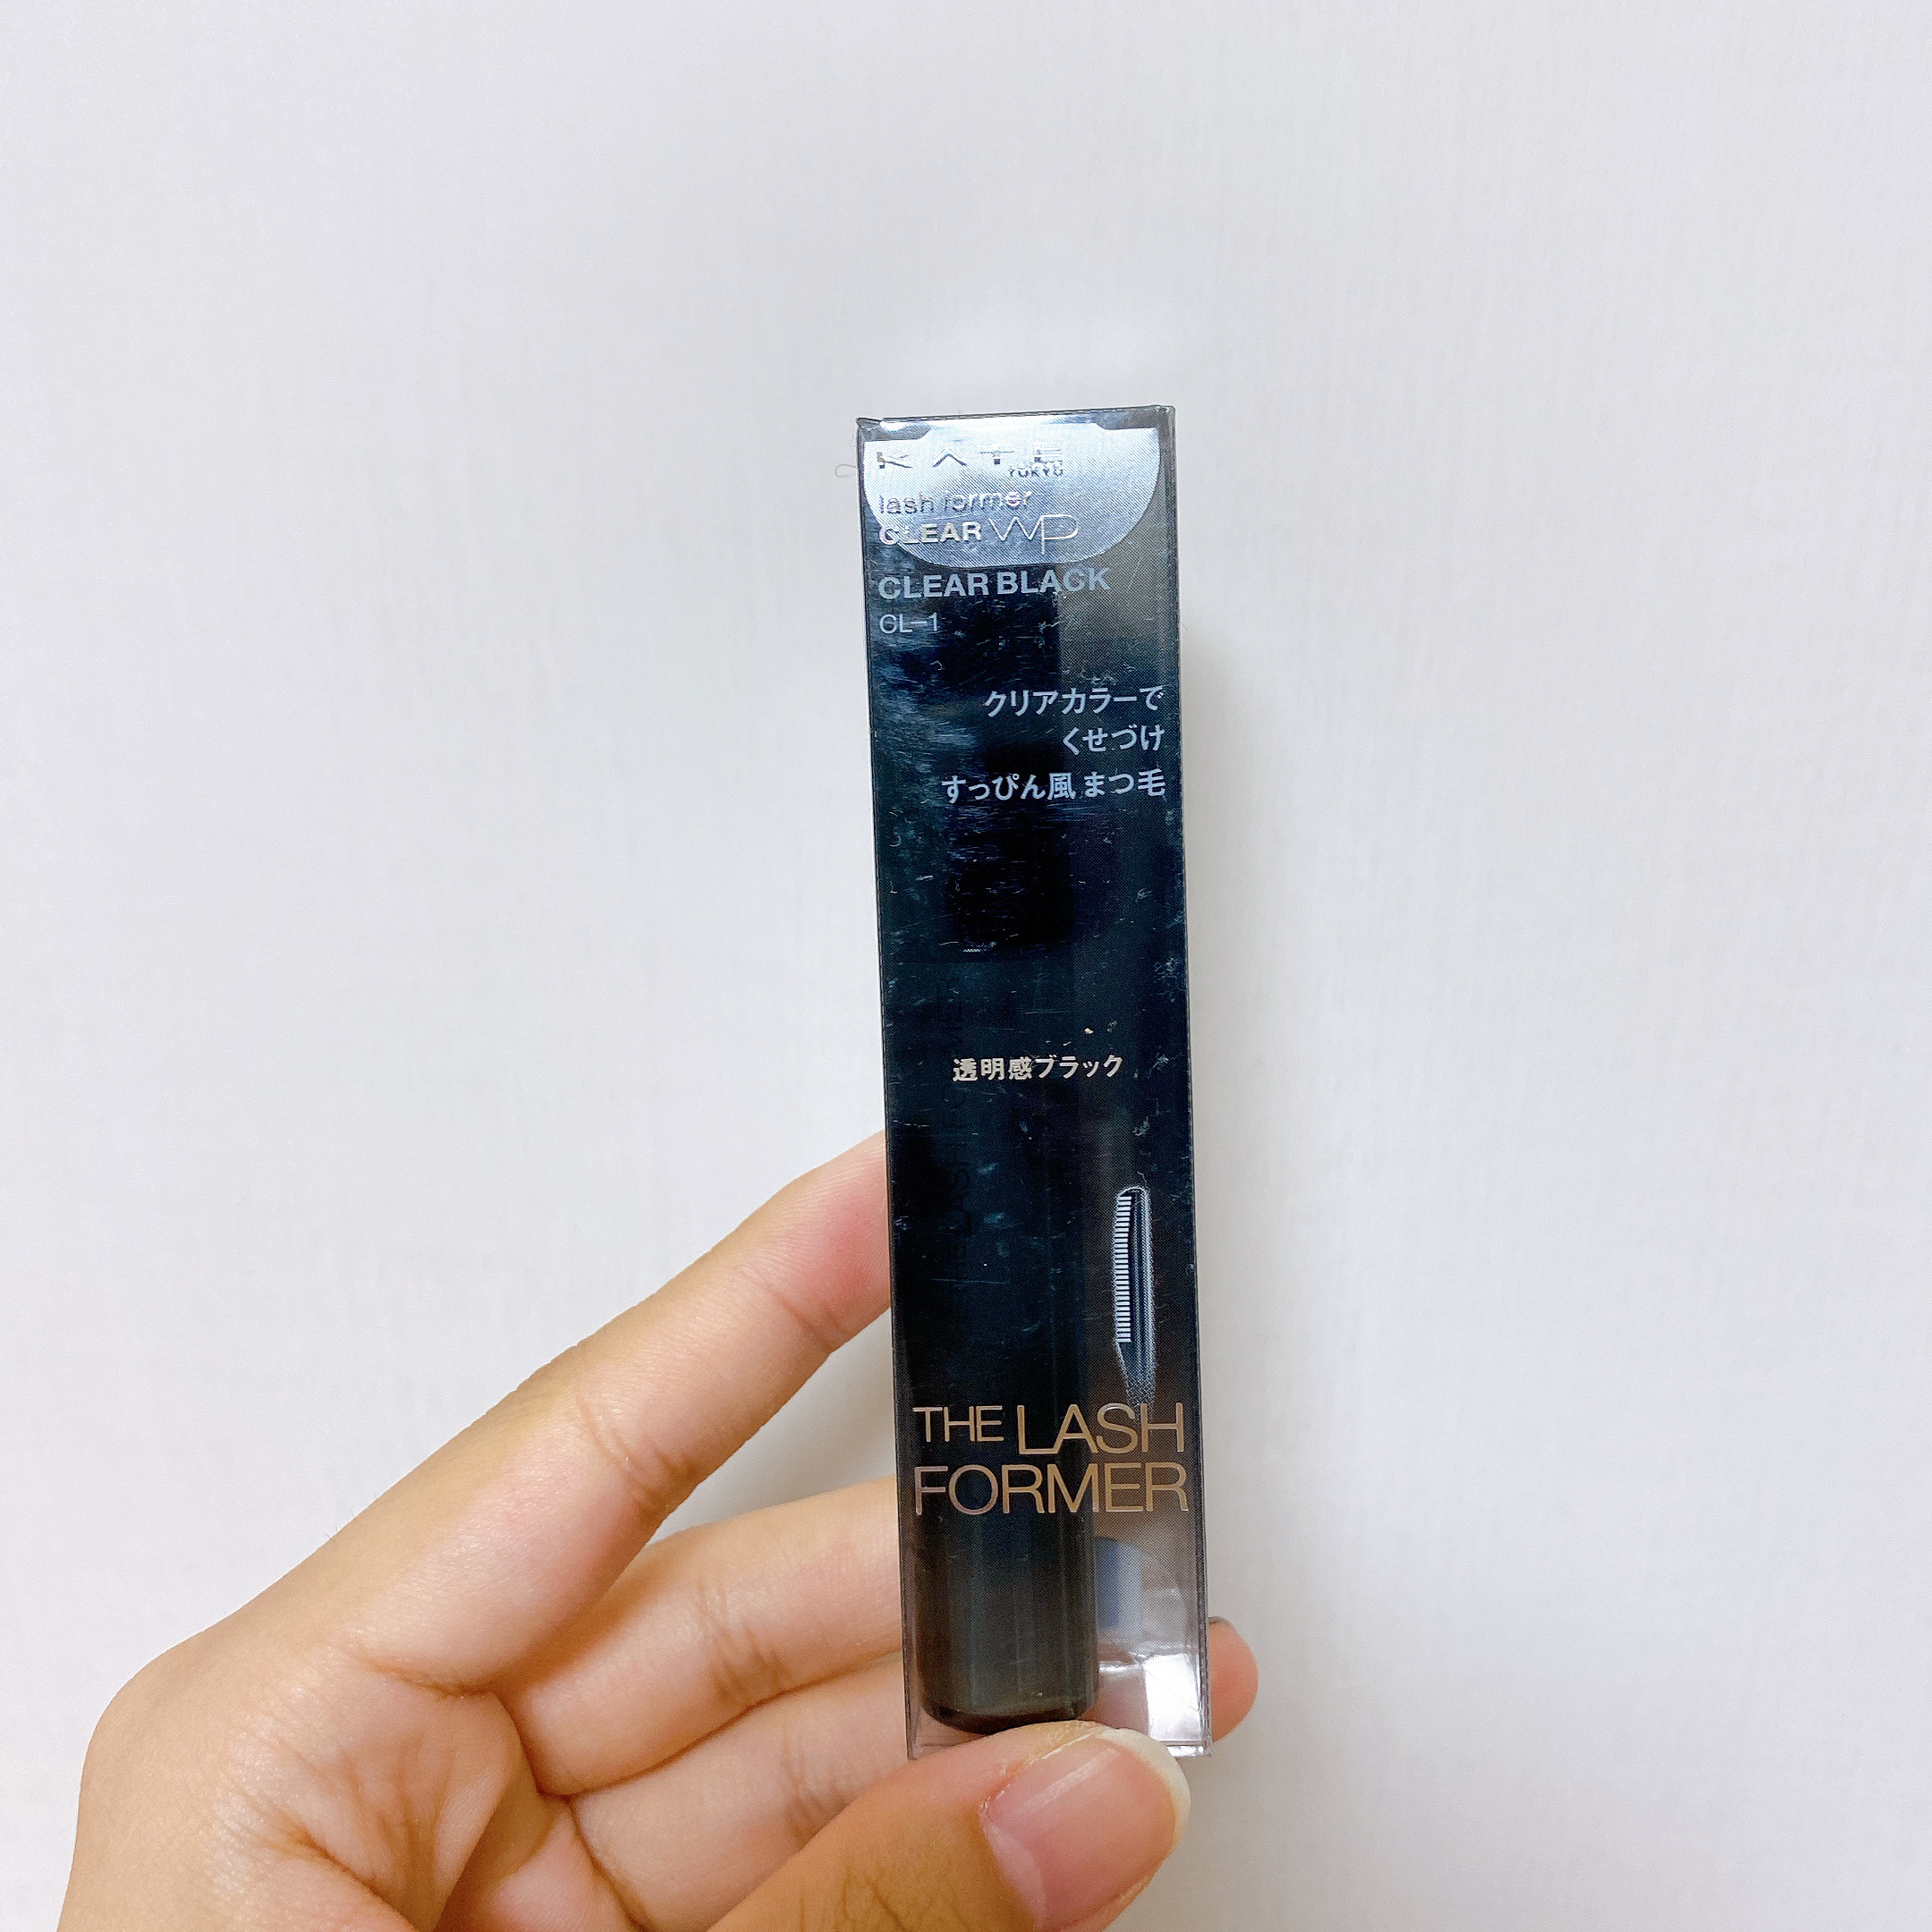 KATE
TOKYO
lash former
CLEAR WP
CLEAR BLACK
CL-1
クリアカラーで
くせづけ
すっぴん風 まつ毛
透明感ブラック
THE LASH
FORMER